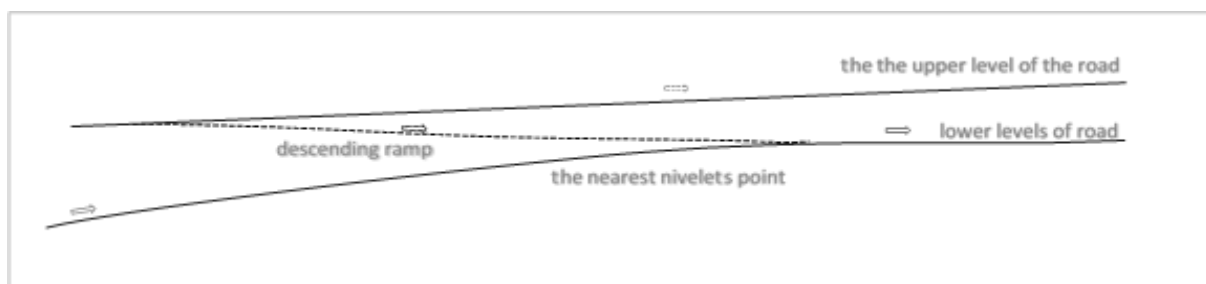 the the upper level of the road
lower levels of road
descending ramp
the nearest nivelets point